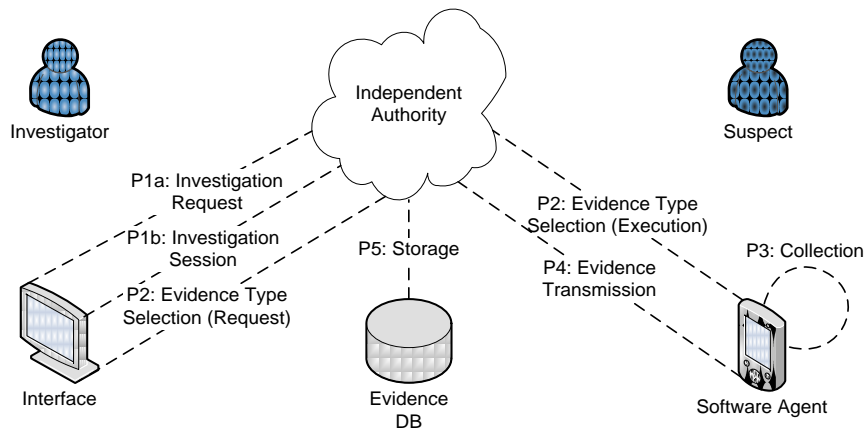 Independent
Authority
Investigator
Suspect
P1a: Investigation
Request
P1b: Investigation
Session
P2: Evidence Type
Selection (Request)
P5: Storage
P2: Evidence Type
Selection (Execution)
P4: Evidence
Transmission
P3: Collection
Interface
Evidence
DB
Software Agent